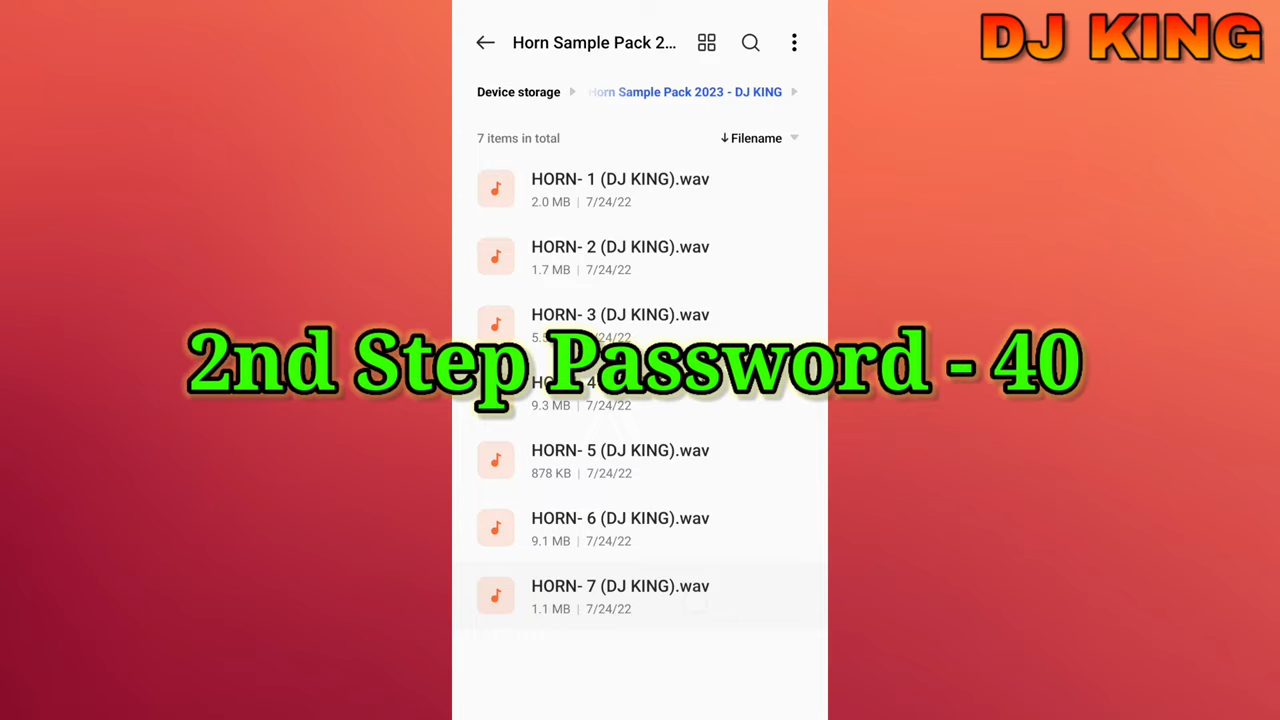 DJ KING
Horn Sample Pack 2...
Device storage
Horn Sample Pack 2023 - DJ KING
7 items in total
Filename
HORN- 1 (DJ KING).wav
2.0 MB | 7/24/22
HORN- 2 (DJ KING).wav
1.7 MB | 7/24/22
HORN- 3 (DJ KING).wav
2nd Step Password - 40
9.3 MB | 7/24/22
HORN- 5 (DJ KING).wav
878 KB | 7/24/22
HORN- 6 (DJ KING).wav
9.1 MB | 7/24/22
HORN- 7 (DJ KING).wav
1.1 MB | 7/24/22